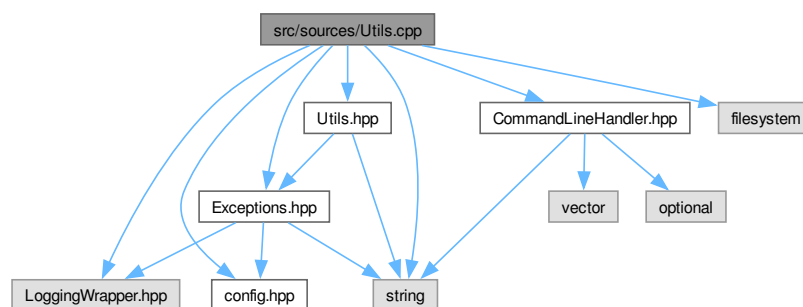 src/sources/Utils.cpp
Utils.hpp
CommandLineHandler.hpp
filesystem
Exceptions.hpp
vector
optional
LoggingWrapper.hpp
config.hpp
string